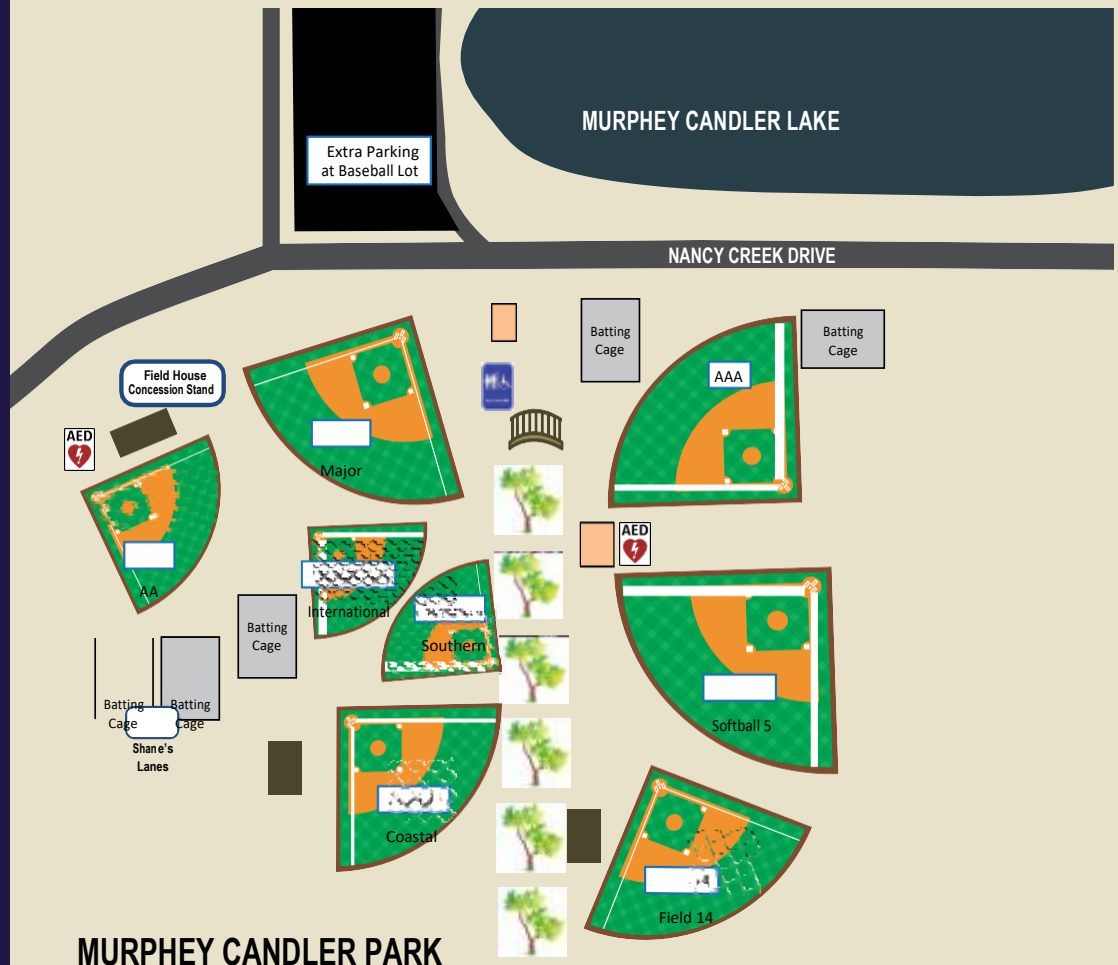 MURPHEY CANDLER LAKE
Extra Parking
at Baseball Lot
NANCY CREEK DRIVE
Batting
Cage
Batting
Cage
Field House
Concession Stand
AAA
AED
Major
AED
AA
International
Southern
Batting
Cage
Batting
Cage
Batting
Cage
Shane's
Lanes
Softball 5
Coastal
Field 14
MURPHEY CANDLER PARK